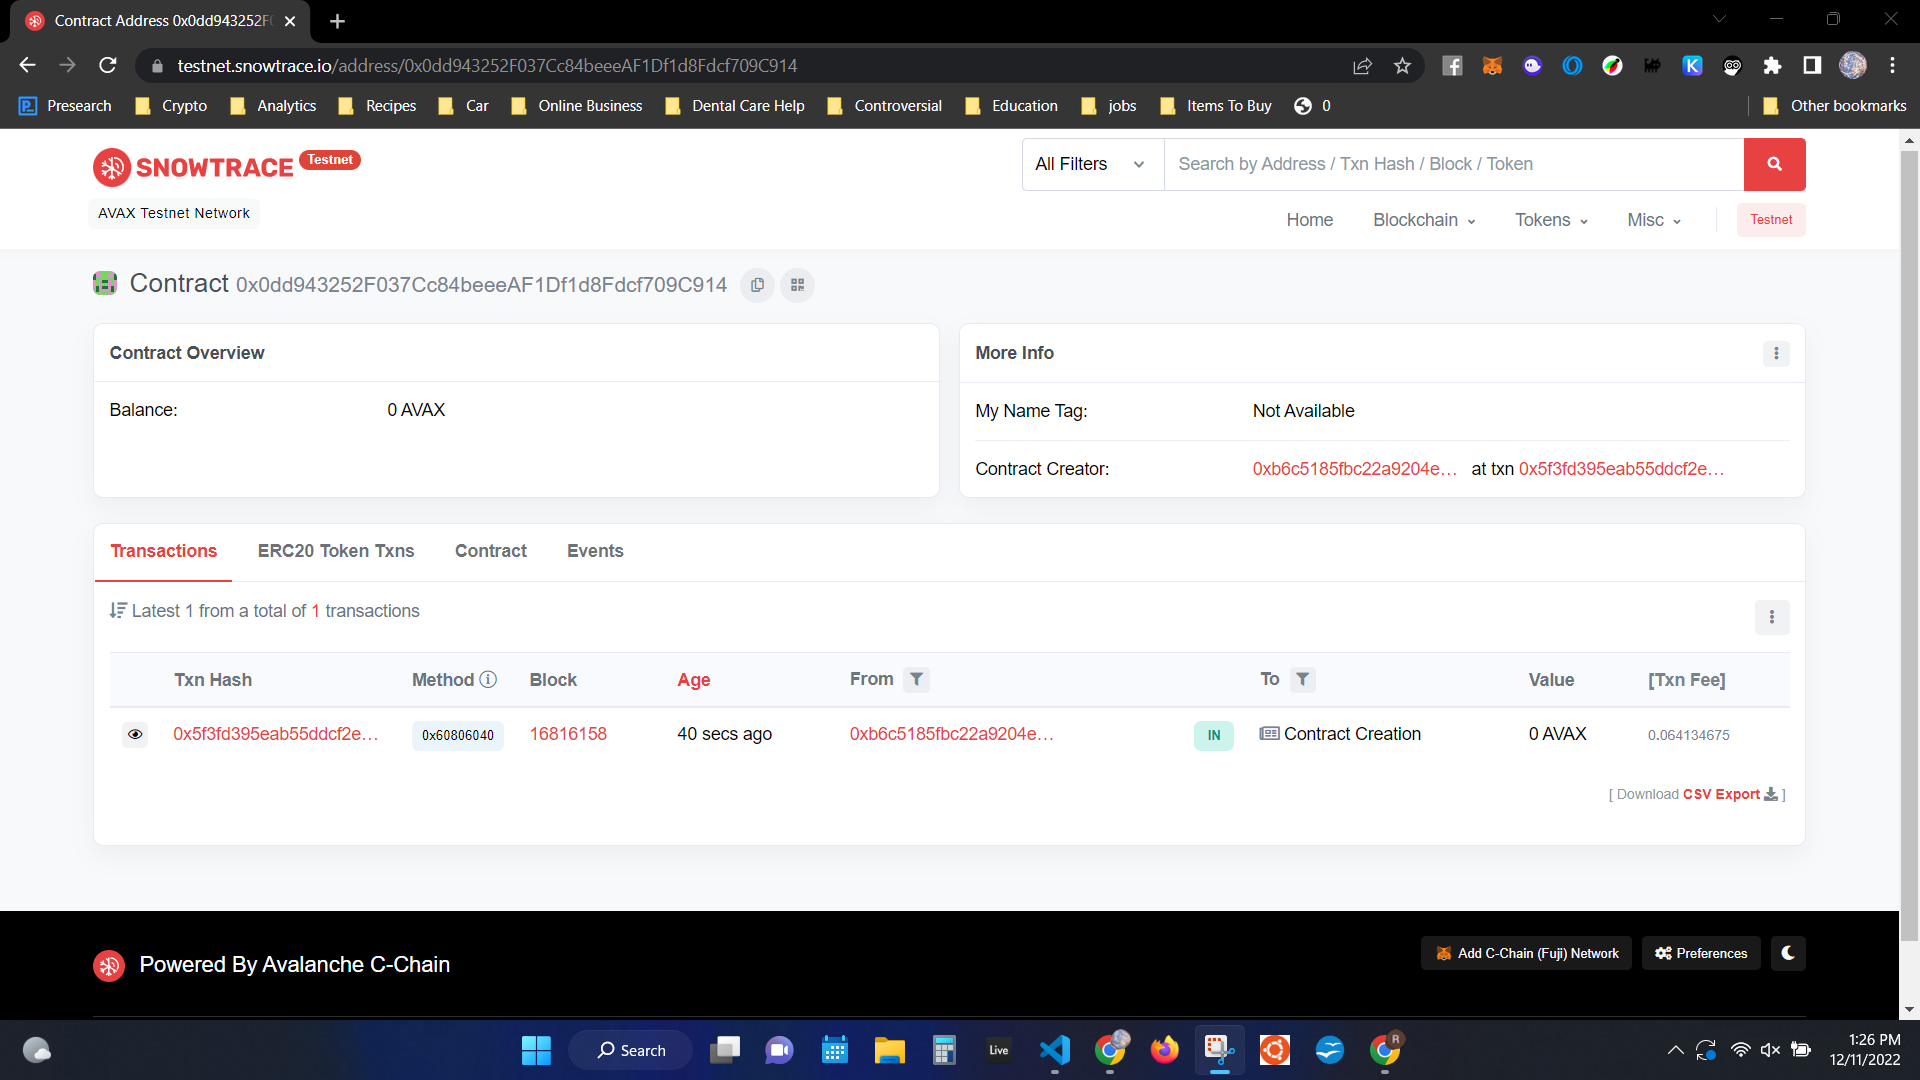 Contract Address 0x0dd943252F0
testnet.snowtrace.io/address/0x0dd943252F037Cc84beeeAF1Df1d8Fdcf709C914
Presearch Crypto Analytics Recipes Car Online Business Dental Care Help Controversial Education jobs Items To Buy 0 Other bookmarks
SNOWTRACE Testnet
All Filters Search by Address / Txn Hash / Block / Token
AVAX Testnet Network
Home Blockchain Tokens Misc Testnet
Contract 0x0dd943252F037Cc84beeeAF1Df1d8Fdcf709C914
Contract Overview
Balance: 0 AVAX
More Info
My Name Tag: Not Available
Contract Creator: 0xb6c5185fbc22a9204e… at txn 0x5f3fd395eab55ddcf2e…
Transactions ERC20 Token Txns Contract Events
Latest 1 from a total of 1 transactions
Txn Hash Method Block Age From To Value [Txn Fee]
0x5f3fd395eab55ddcf2e… 0x60806040 16816158 40 secs ago 0xb6c5185fbc22a9204e… IN Contract Creation 0 AVAX 0.064134675
[ Download CSV Export ]
Powered By Avalanche C-Chain
Add C-Chain (Fuji) Network Preferences
Search
Live
R
1:26 PM
12/11/2022